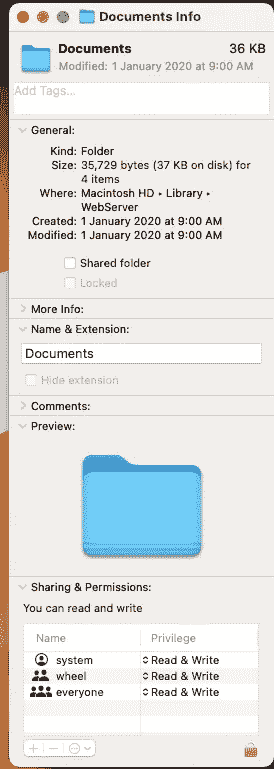 Documents Info
Documents 36 KB
Modified: 1 January 2020 at 9:00 AM
Add Tags...
General:
Kind: Folder
Size: 35,729 bytes (37 KB on disk) for
4 items
Where: Macintosh HD ▸ Library ▸
WebServer
Created: 1 January 2020 at 9:00 AM
Modified: 1 January 2020 at 9:00 AM
Shared folder
Locked
More Info:
Name & Extension:
Documents
Hide extension
Comments:
Preview:
Sharing & Permissions:
You can read and write
Name Privilege
system Read & Write
wheel Read & Write
everyone Read & Write